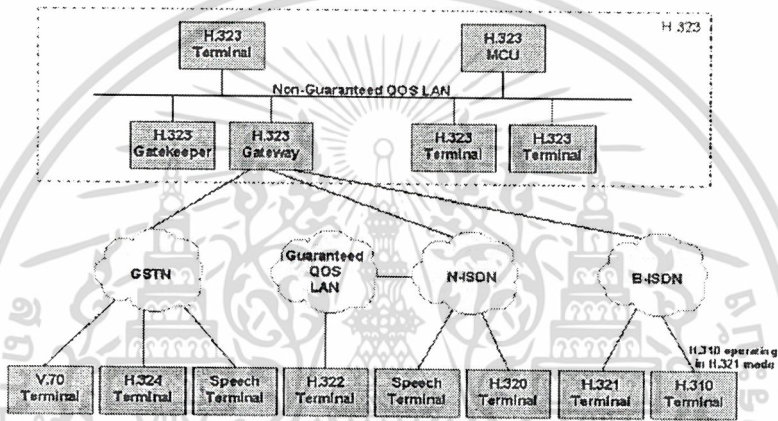 H.323
H.323
Terminal
H.323
MCU
Non-Guaranteed QOS LAN
H.323
Gatekeeper
H.323
Gateway
H.323
Terminal
H.323
Terminal
GSTN
Guaranteed
QOS
LAN
N-ISDN
B-ISDN
H.310 operating
in H.321 mode
V.70
Terminal
H.324
Terminal
Speech
Terminal
H.322
Terminal
Speech
Terminal
H.320
Terminal
H.321
Terminal
H.310
Terminal